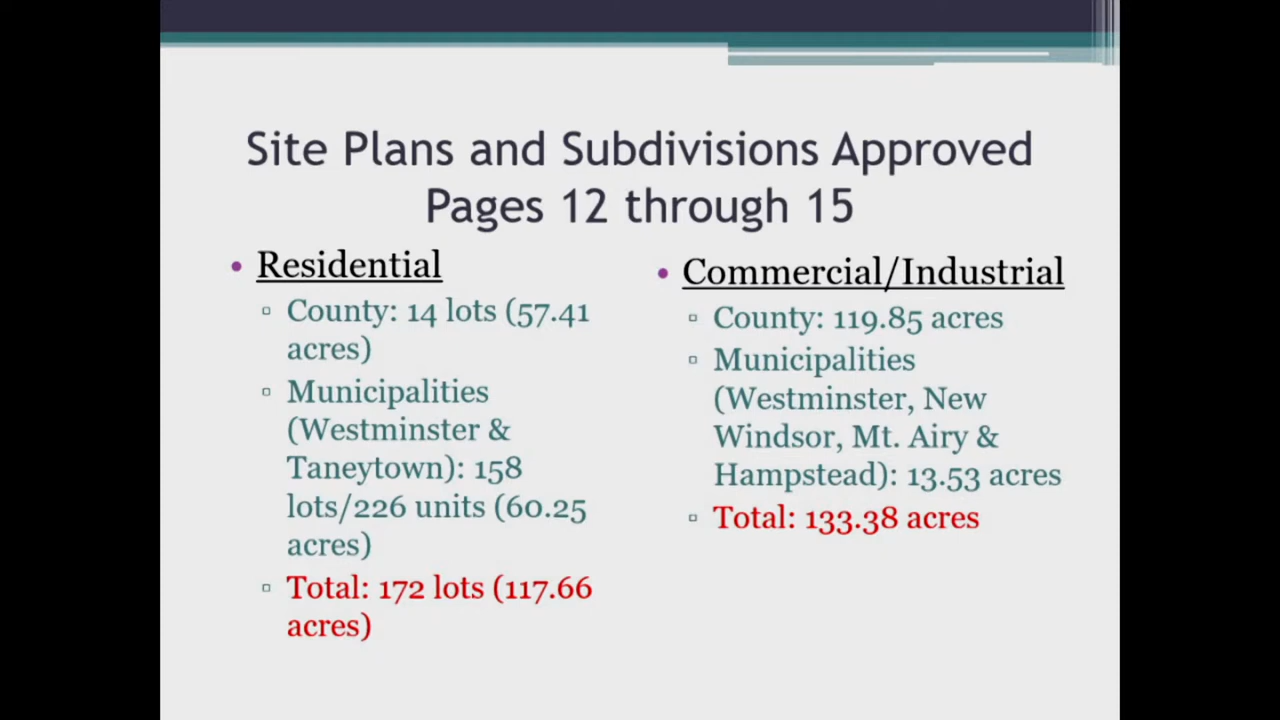 Site Plans and Subdivisions Approved
Pages 12 through 15
• Residential
▫ County: 14 lots (57.41
acres)
▫ Municipalities
(Westminster &
Taneytown): 158
lots/226 units (60.25
acres)
▫ Total: 172 lots (117.66
acres)
• Commercial/Industrial
▫ County: 119.85 acres
▫ Municipalities
(Westminster, New
Windsor, Mt. Airy &
Hampstead): 13.53 acres
▫ Total: 133.38 acres